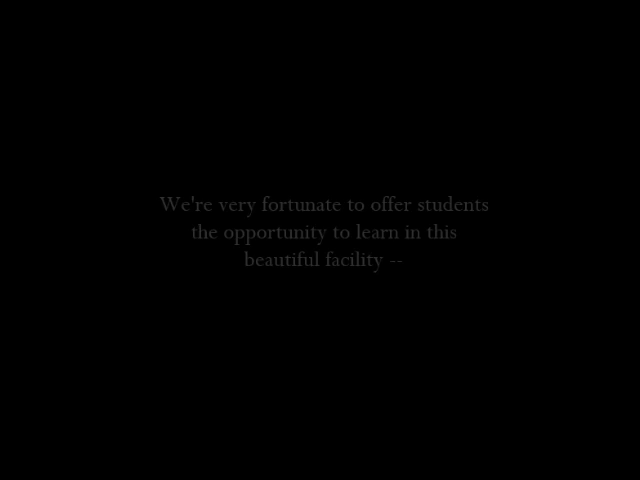 We're very fortunate to offer students
the opportunity to learn in this
beautiful facility --